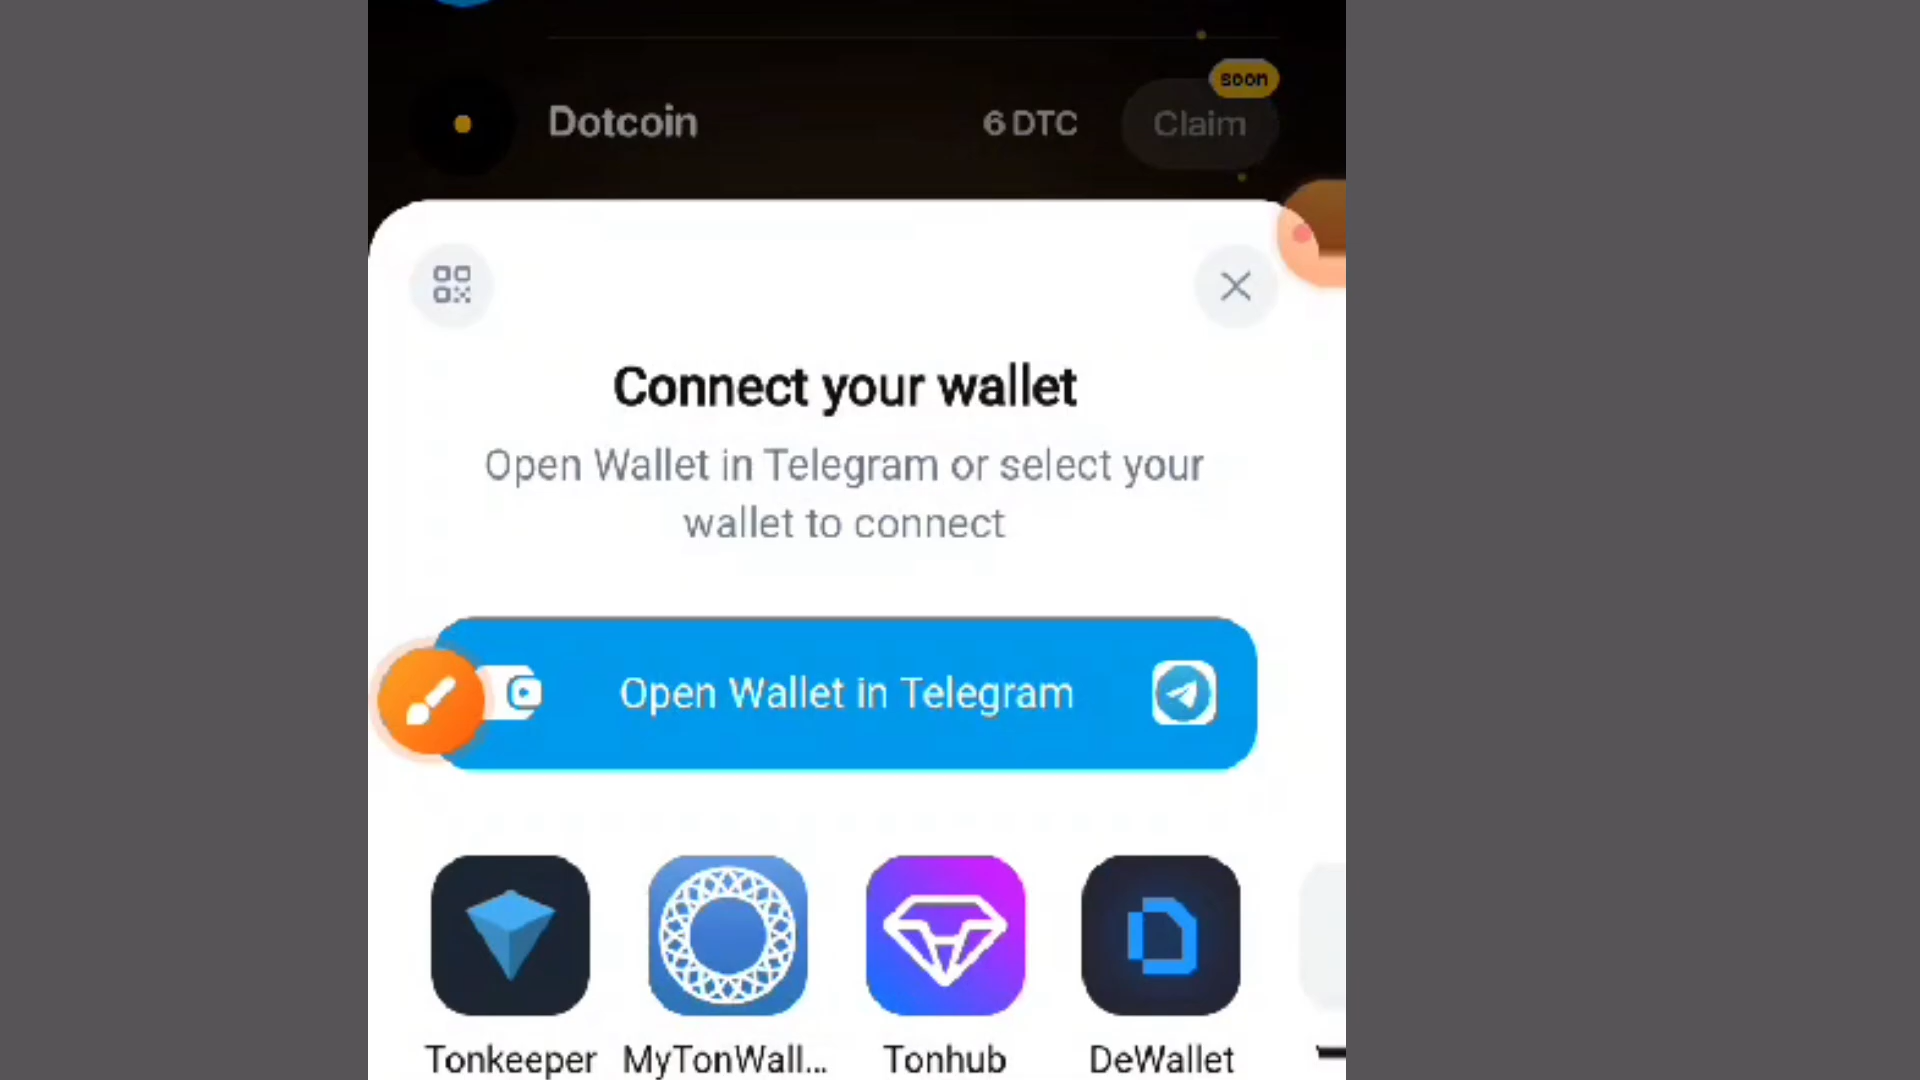 soon
Dotcoin 6 DTC Claim
Connect your wallet
Open Wallet in Telegram or select your
wallet to connect
Open Wallet in Telegram
Tonkeeper MyTonWall... Tonhub DeWallet